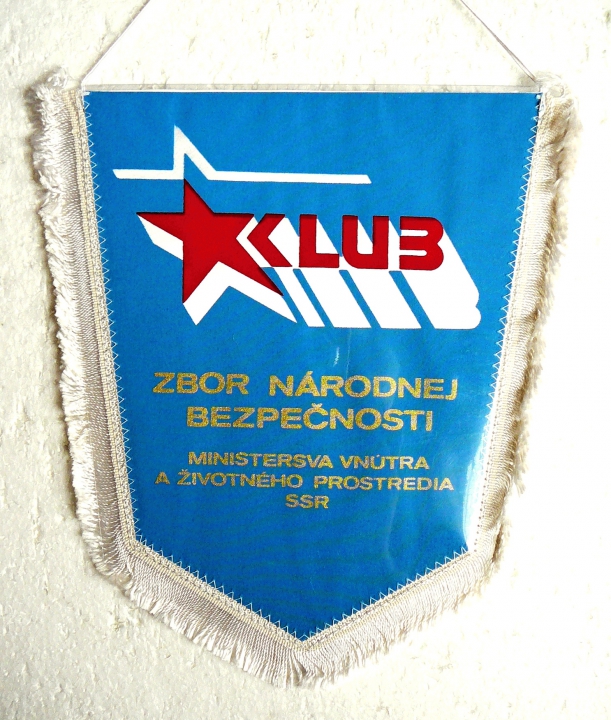 KLUB
ZBOR NÁRODNEJ
BEZPEČNOSTI
MINISTERSVA VNÚTRA
A ŽIVOTNÉHO PROSTREDIA
SSR